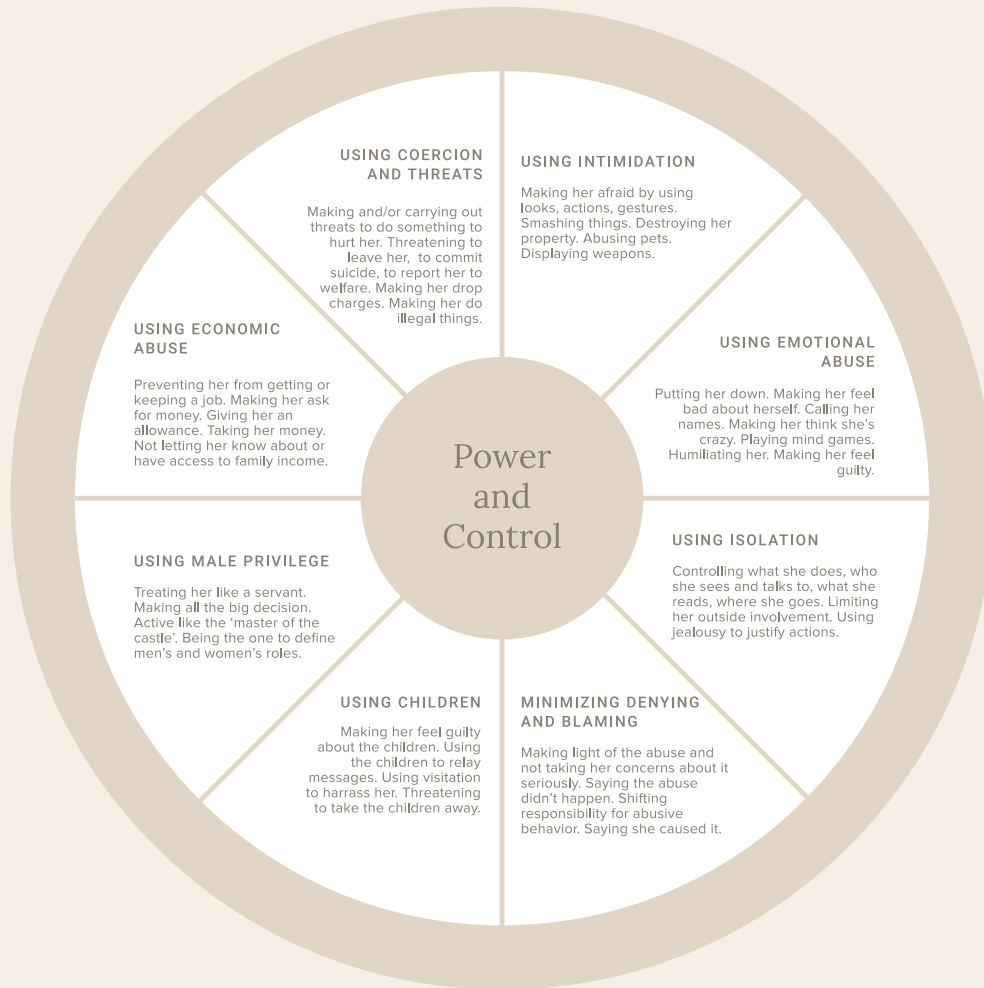 USING COERCION
AND THREATS
Making and/or carrying out
threats to do something to
hurt her. Threatening to
leave her, to commit
suicide, to report her to
welfare. Making her drop
charges. Making her do
illegal things.
USING INTIMIDATION
Making her afraid by using
looks, actions, gestures.
Smashing things. Destroying her
property. Abusing pets.
Displaying weapons.
USING EMOTIONAL
ABUSE
Putting her down. Making her feel
bad about herself. Calling her
names. Making her think she’s
crazy. Playing mind games.
Humiliating her. Making her feel
guilty.
USING ISOLATION
Controlling what she does, who
she sees and talks to, what she
reads, where she goes. Limiting
her outside involvement. Using
jealousy to justify actions.
MINIMIZING DENYING
AND BLAMING
Making light of the abuse and
not taking her concerns about it
seriously. Saying the abuse
didn’t happen. Shifting
responsibility for abusive
behavior. Saying she caused it.
USING CHILDREN
Making her feel guilty
about the children. Using
the children to relay
messages. Using visitation
to harrass her. Threatening
to take the children away.
USING MALE PRIVILEGE
Treating her like a servant.
Making all the big decision.
Active like the ‘master of the
castle’. Being the one to define
men’s and women’s roles.
USING ECONOMIC
ABUSE
Preventing her from getting or
keeping a job. Making her ask
for money. Giving her an
allowance. Taking her money.
Not letting her know about or
have access to family income.
Power
and
Control